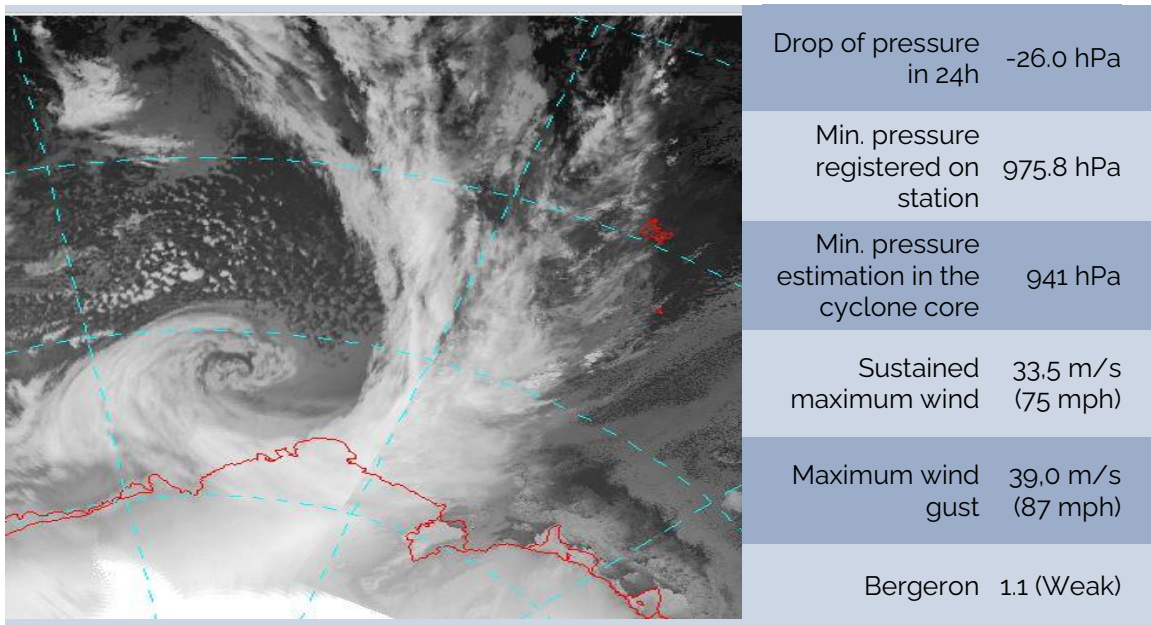 Drop of pressure
in 24h
-26.0 hPa
Min. pressure
registered on
station
975.8 hPa
Min. pressure
estimation in the
cyclone core
941 hPa
Sustained
maximum wind
33,5 m/s
(75 mph)
Maximum wind
gust
39,0 m/s
(87 mph)
Bergeron
1.1 (Weak)